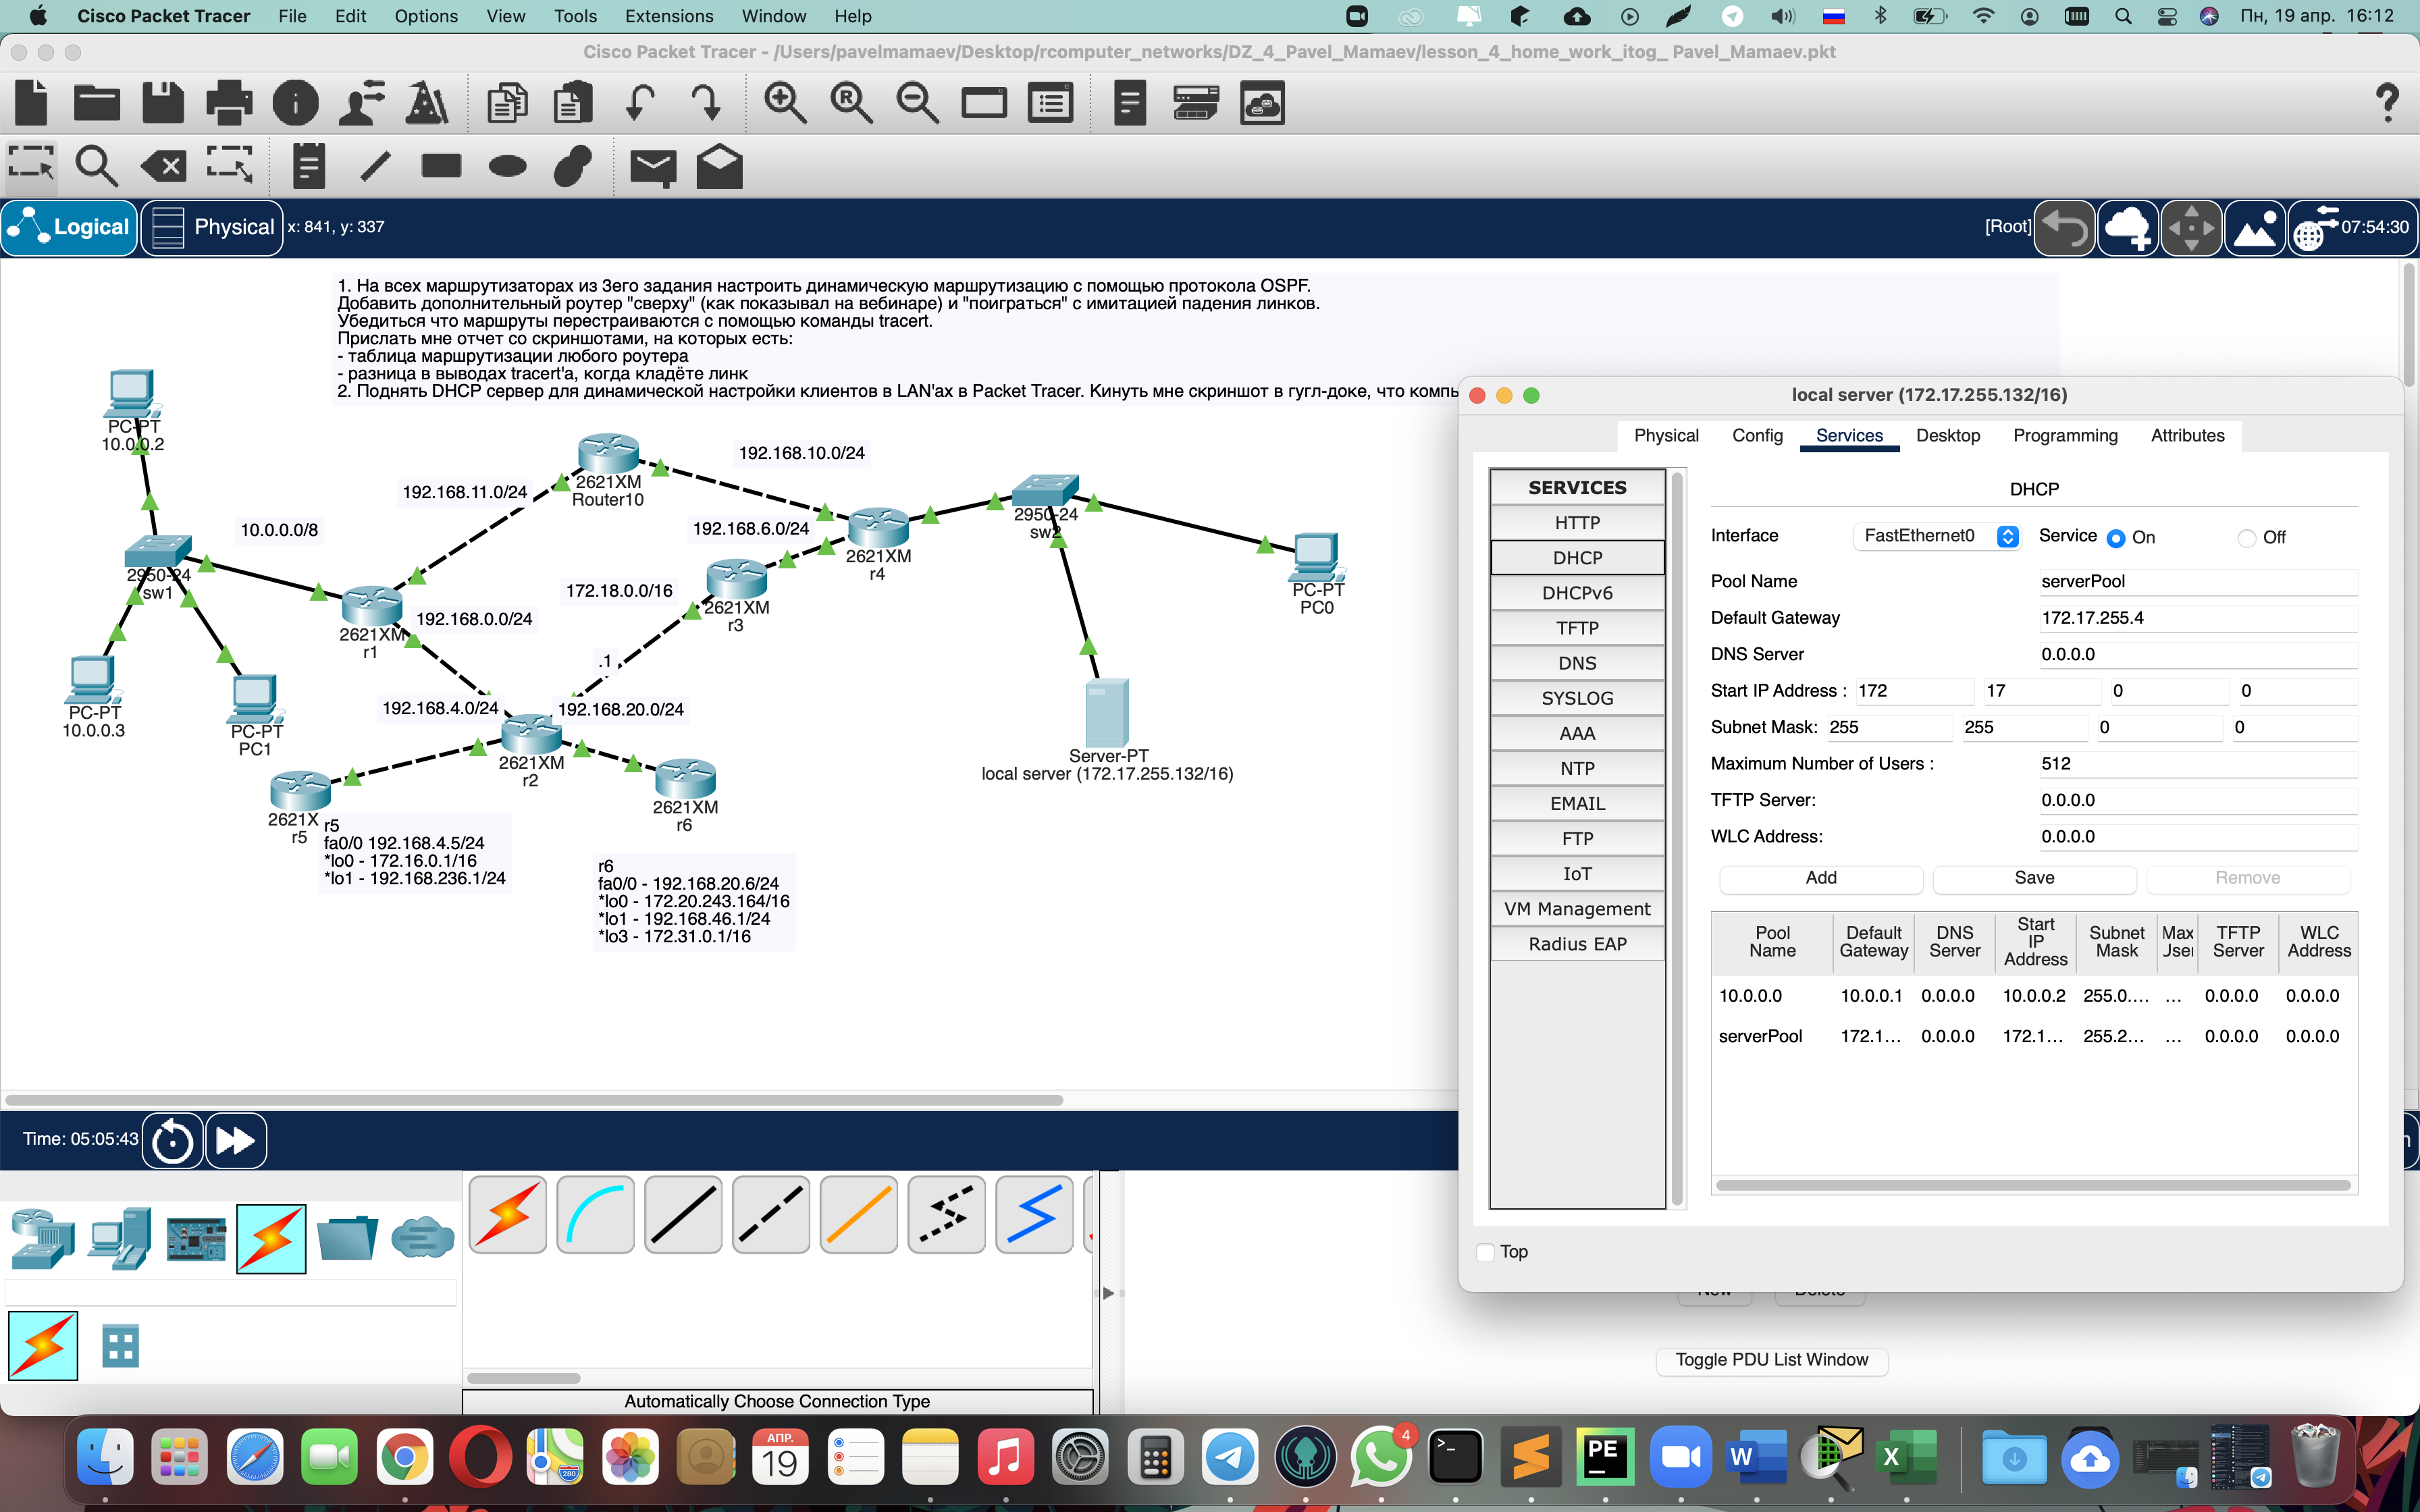 Cisco Packet Tracer File Edit Options View Tools Extensions Window Help Пн, 19 апр. 16:12
Cisco Packet Tracer - /Users/pavelmamaev/Desktop/rcomputer_networks/DZ_4_Pavel_Mamaev/lesson_4_home_work_itog_ Pavel_Mamaev.pkt
Logical Physical x: 841, y: 337 [Root] 07:54:30
1. На всех маршрутизаторах из 3его задания настроить динамическую маршрутизацию с помощью протокола OSPF.
Добавить дополнительный роутер "сверху" (как показывал на вебинаре) и "поиграться" с имитацией падения линков.
Убедиться что маршруты перестраиваются с помощью команды tracert.
Прислать мне отчет со скриншотами, на которых есть:
- таблица маршрутизации любого роутера
- разница в выводах tracert'а, когда кладёте линк
2. Поднять DHCP сервер для динамической настройки клиентов в LAN'ах в Packet Tracer. Кинуть мне скриншот в гугл-доке, что компь
PC-PT
10.0.0.2
10.0.0.0/8
2950-24
sw1
PC-PT
10.0.0.3
PC-PT
PC1
192.168.11.0/24
2621XM
Router10
192.168.10.0/24
192.168.6.0/24
2621XM
r4
2950-24
sw2
PC-PT
PC0
2621XM
r1
192.168.0.0/24
172.18.0.0/16
2621XM
r3
.1
192.168.4.0/24
192.168.20.0/24
2621XM
r2
2621X
r5
r5
fa0/0 192.168.4.5/24
*lo0 - 172.16.0.1/16
*lo1 - 192.168.236.1/24
2621XM
r6
r6
fa0/0 - 192.168.20.6/24
*lo0 - 172.20.243.164/16
*lo1 - 192.168.46.1/24
*lo3 - 172.31.0.1/16
Server-PT
local server (172.17.255.132/16)
local server (172.17.255.132/16)
Physical Config Services Desktop Programming Attributes
SERVICES
HTTP
DHCP
DHCPv6
TFTP
DNS
SYSLOG
AAA
NTP
EMAIL
FTP
IoT
VM Management
Radius EAP
DHCP
Interface FastEthernet0 Service On Off
Pool Name serverPool
Default Gateway 172.17.255.4
DNS Server 0.0.0.0
Start IP Address : 172 17 0 0
Subnet Mask: 255 255 0 0
Maximum Number of Users : 512
TFTP Server: 0.0.0.0
WLC Address: 0.0.0.0
Add Save Remove
Pool Name Default Gateway DNS Server Start IP Address Subnet Mask Max User TFTP Server WLC Address
10.0.0.0 10.0.0.1 0.0.0.0 10.0.0.2 255.0.... ... 0.0.0.0 0.0.0.0
serverPool 172.1... 0.0.0.0 172.1... 255.2... ... 0.0.0.0 0.0.0.0
Top
New Delete
Toggle PDU List Window
Time: 05:05:43
Automatically Choose Connection Type
АПР.
19
280
4
PE
W
X